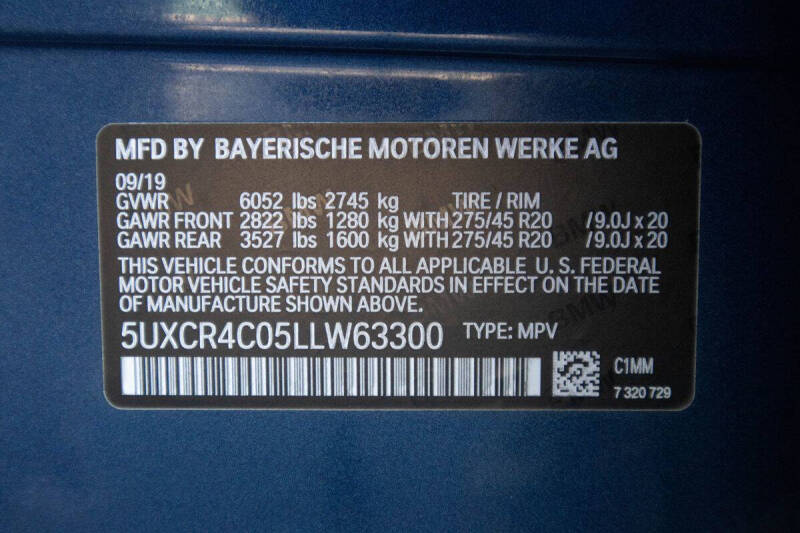 MFD BY BAYERISCHE MOTOREN WERKE AG
09/19
GVWR 6052 lbs 2745 kg TIRE / RIM
GAWR FRONT 2822 lbs 1280 kg WITH 275/45 R20 /9.0J x 20
GAWR REAR 3527 lbs 1600 kg WITH 275/45 R20 /9.0J x 20
THIS VEHICLE CONFORMS TO ALL APPLICABLE U. S. FEDERAL
MOTOR VEHICLE SAFETY STANDARDS IN EFFECT ON THE DATE
OF MANUFACTURE SHOWN ABOVE.
5UXCR4C05LLW63300 TYPE: MPV
C1MM
7 320 729